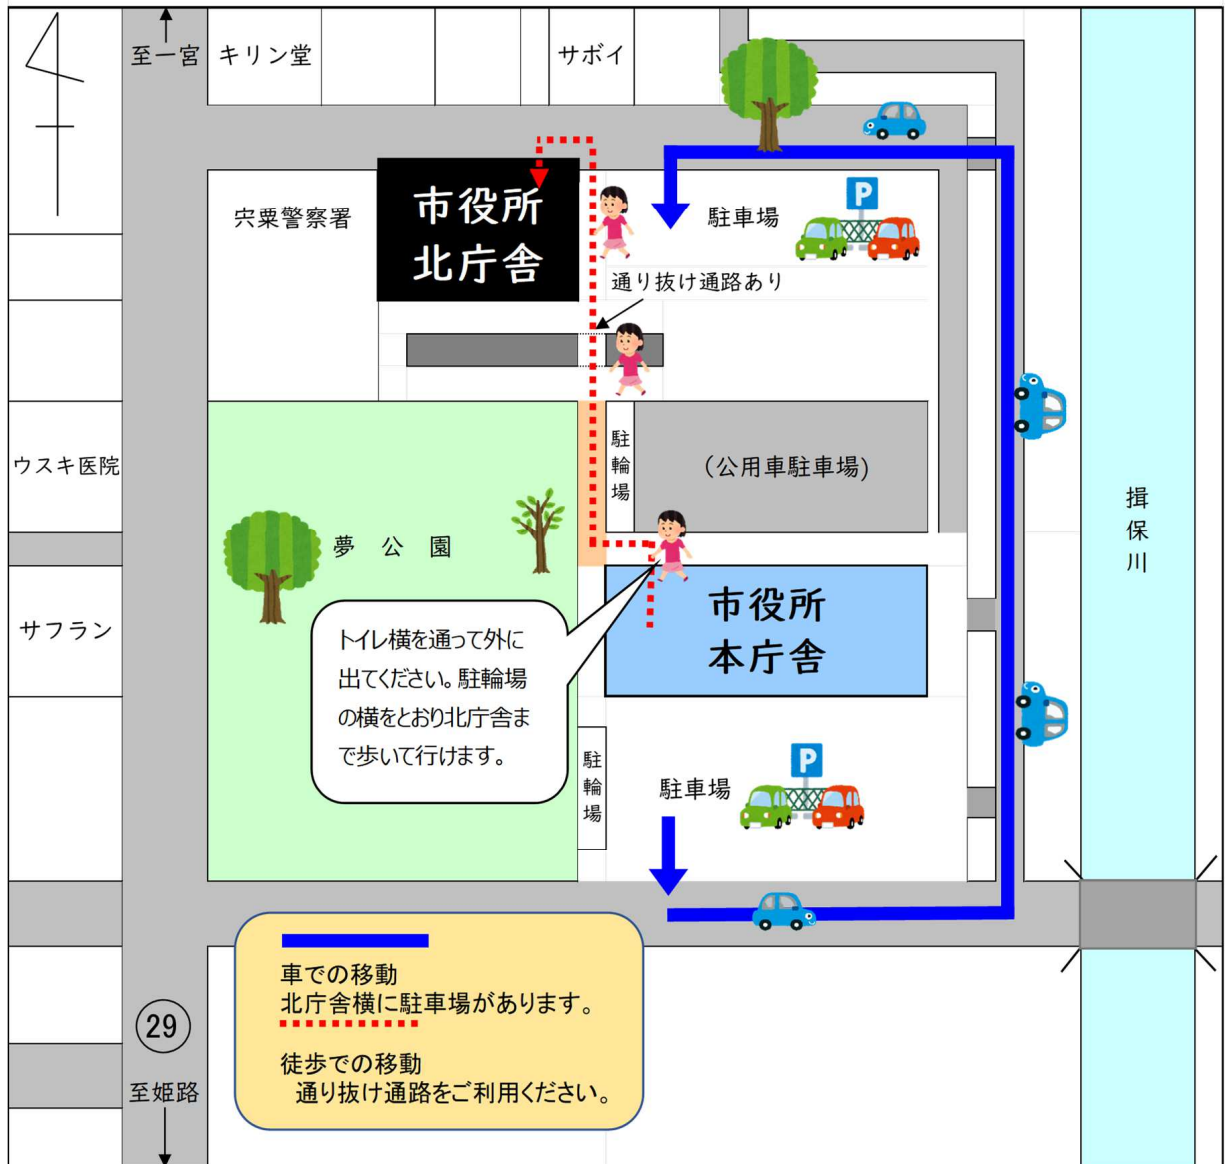 至一宮
キリン堂
サボイ
宍粟警察署
市役所
北庁舎
駐車場
P
通り抜け通路あり
ウスキ医院
駐輪場
(公用車駐車場)
揖保川
夢 公 園
サフラン
市役所
本庁舎
トイレ横を通って外に
出てください。駐輪場
の横をとおり北庁舎ま
で歩いて行けます。
駐輪場
駐車場
P
車での移動
北庁舎横に駐車場があります。
徒歩での移動
通り抜け通路をご利用ください。
29
至姫路